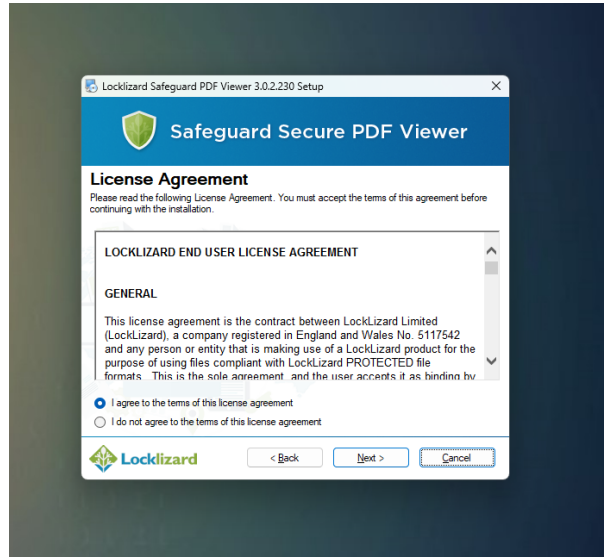 Locklizard Safeguard PDF Viewer 3.0.2.230 Setup
Safeguard Secure PDF Viewer
License Agreement
Please read the following License Agreement. You must accept the terms of this agreement before
continuing with the installation.
LOCKLIZARD END USER LICENSE AGREEMENT
GENERAL
This license agreement is the contract between LockLizard Limited
(LockLizard), a company registered in England and Wales No. 5117542
and any person or entity that is making use of a LockLizard product for the
purpose of using files compliant with LockLizard PROTECTED file
formats.  This is the sole agreement, and the user accepts it as binding by
I agree to the terms of this license agreement
I do not agree to the terms of this license agreement
Locklizard
< Back
Next >
Cancel